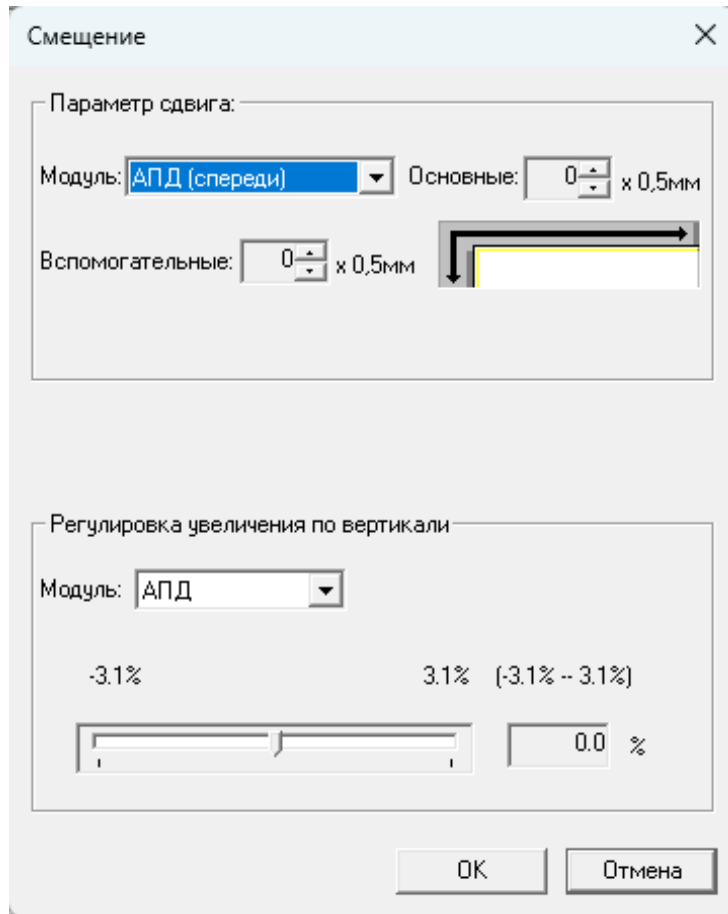 Смещение
Параметр сдвига:
Модуль: АПД (спереди) Основные: 0 x 0,5мм
Вспомогательные: 0 x 0,5мм
Регулировка увеличения по вертикали
Модуль: АПД
-3.1% 3.1% (-3.1% -- 3.1%)
0.0 %
OK Отмена